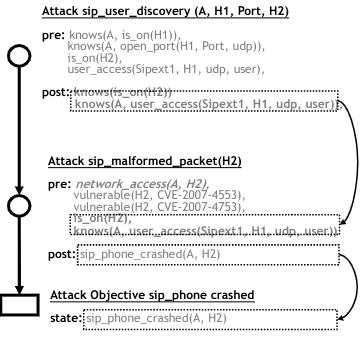 Attack sip_user_discovery (A, H1, Port, H2)
pre: knows(A, is_on(H1)),
knows(A, open_port(H1, Port, udp)),
is_on(H2),
user_access(Sipext1, H1, udp, user),
post: knows(is_on(H2))
knows(A, user_access(Sipext1, H1, udp, user)),
Attack sip_malformed_packet(H2)
pre: network_access(A, H2),
vulnerable(H2, CVE-2007-4553),
vulnerable(H2, CVE-2007-4753),
is_on(H2),
knows(A, user_access(Sipext1, H1, udp, user))
post: sip_phone_crashed(A, H2)
Attack Objective sip_phone crashed
state: sip_phone_crashed(A, H2)